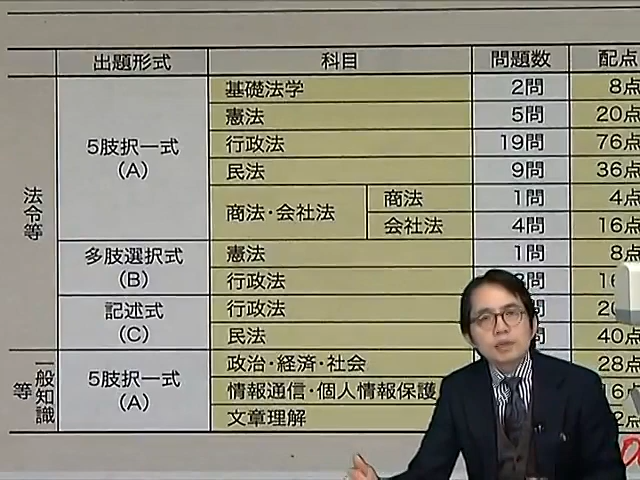 出題形式 科目 問題数 配点
法令等
5肢択一式
(A)
基礎法学 2問 8点
憲法 5問 20点
行政法 19問 76点
民法 9問 36点
商法・会社法 商法 1問 4点
会社法 4問 16点
多肢選択式
(B)
憲法 1問 8点
行政法 問
記述式
(C)
行政法
民法 40点
一般知識等
5肢択一式
(A)
政治・経済・社会 28点
情報通信・個人情報保護 点
文章理解 点